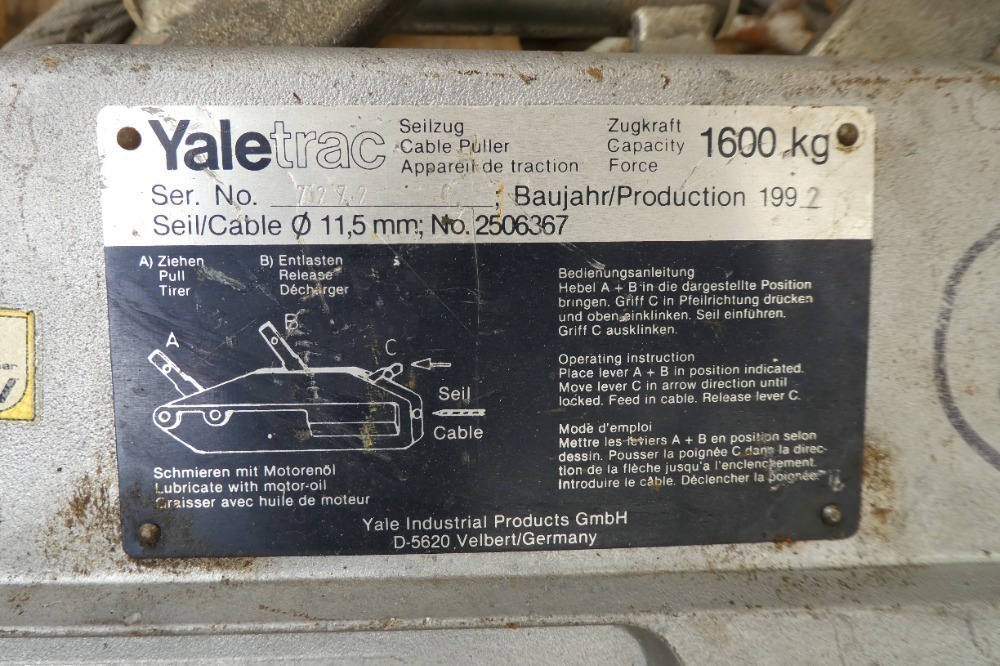 Yaletrac
Seilzug
Cable Puller
Appareil de traction
Zugkraft
Capacity
Force
1600 kg
Ser. No.
Baujahr/Production 1992
Seil/Cable Ø 11,5 mm; No. 2506367
A) Ziehen
Pull
Tirer
B) Entlasten
Release
Décharger
A
B
C
Seil
Cable
Schmieren mit Motorenöl
Lubricate with motor-oil
Graisser avec huile de moteur
Bedienungsanleitung
Hebel A + B in die dargestellte Position
bringen. Griff C in Pfeilrichtung drücken
und oben einklinken. Seil einführen.
Griff C ausklinken.
Operating instruction
Place lever A + B in position indicated.
Move lever C in arrow direction until
locked. Feed in cable. Release lever C.
Mode d'emploi
Mettre les leviers A + B en position selon
dessin. Pousser la poignée C dans la direc-
tion de la flèche jusqu'a l'enclenchement.
Introduire le câble. Déclencher la poignée
Yale Industrial Products GmbH
D-5620 Velbert/Germany